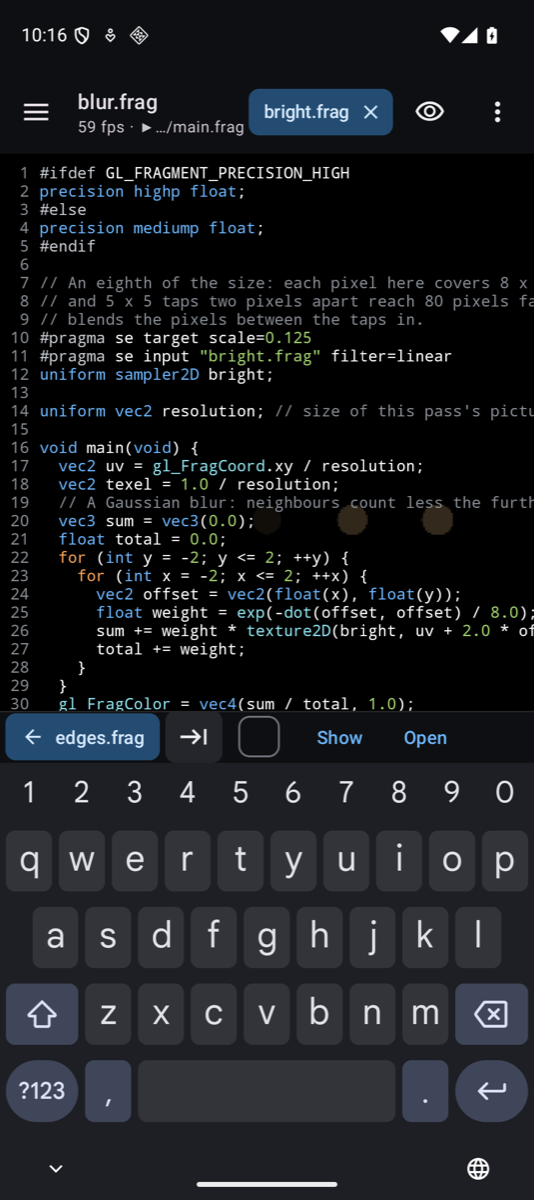 10:16
blur.frag
59 fps · ▶…/main.frag
bright.frag ×
1 #ifdef GL_FRAGMENT_PRECISION_HIGH
2 precision highp float;
3 #else
4 precision mediump float;
5 #endif
6
7 // An eighth of the size: each pixel here covers 8 x
8 // and 5 x 5 taps two pixels apart reach 80 pixels fa
9 // blends the pixels between the taps in.
10 #pragma se target scale=0.125
11 #pragma se input "bright.frag" filter=linear
12 uniform sampler2D bright;
13
14 uniform vec2 resolution; // size of this pass's pictu
15
16 void main(void) {
17   vec2 uv = gl_FragCoord.xy / resolution;
18   vec2 texel = 1.0 / resolution;
19   // A Gaussian blur: neighbours count less the furth
20   vec3 sum = vec3(0.0);
21   float total = 0.0;
22   for (int y = -2; y <= 2; ++y) {
23     for (int x = -2; x <= 2; ++x) {
24       vec2 offset = vec2(float(x), float(y));
25       float weight = exp(-dot(offset, offset) / 8.0);
26       sum += weight * texture2D(bright, uv + 2.0 * of
27       total += weight;
28     }
29   }
30   gl_FragColor = vec4(sum / total, 1.0);
← edges.frag
Show
Open
1 2 3 4 5 6 7 8 9 0
q w e r t y u i o p
a s d f g h j k l
z x c v b n m
?123 , .